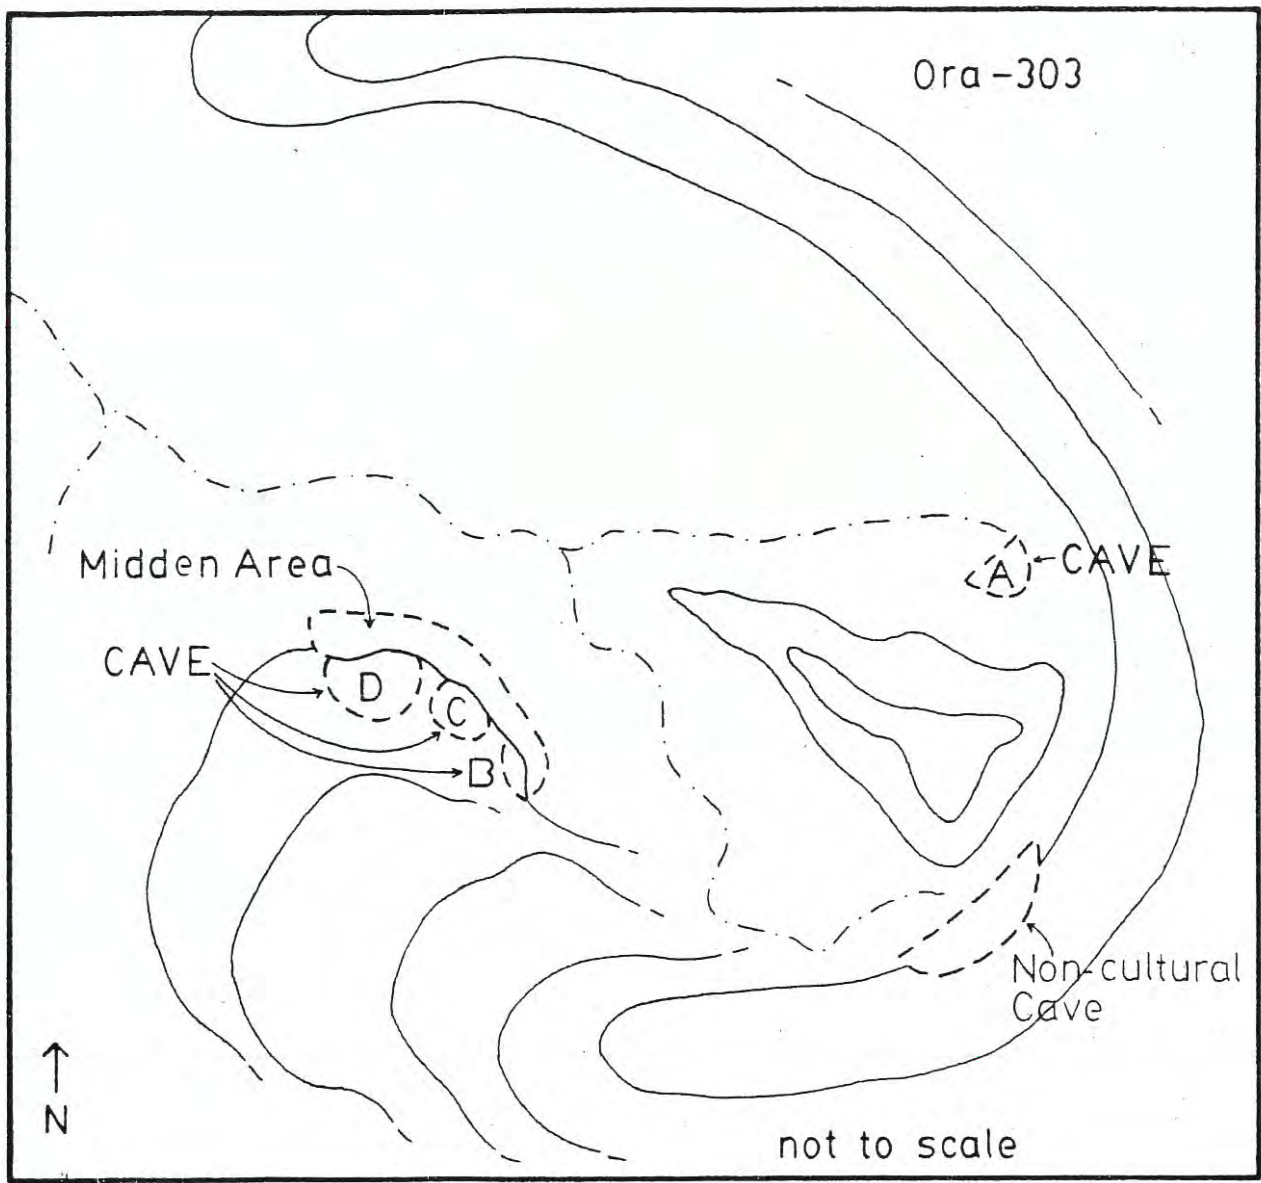 Ora-303
Midden Area
A
CAVE
CAVE
D
C
B
Non-cultural
Cave
N
not to scale